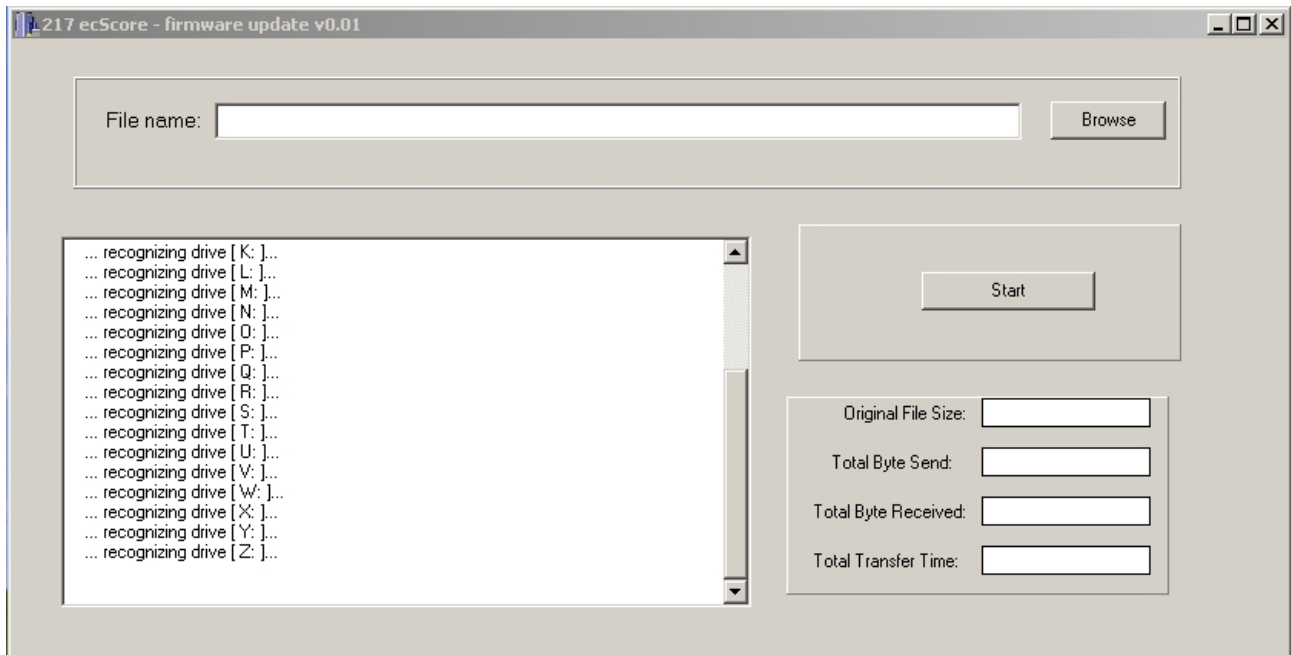 217 ecScore - firmware update v0.01
File name:
Browse
... recognizing drive [ K: ]...
... recognizing drive [ L: ]...
... recognizing drive [ M: ]...
... recognizing drive [ N: ]...
... recognizing drive [ O: ]...
... recognizing drive [ P: ]...
... recognizing drive [ Q: ]...
... recognizing drive [ R: ]...
... recognizing drive [ S: ]...
... recognizing drive [ T: ]...
... recognizing drive [ U: ]...
... recognizing drive [ V: ]...
... recognizing drive [ W: ]...
... recognizing drive [ X: ]...
... recognizing drive [ Y: ]...
... recognizing drive [ Z: ]...
Start
Original File Size:
Total Byte Send:
Total Byte Received:
Total Transfer Time: